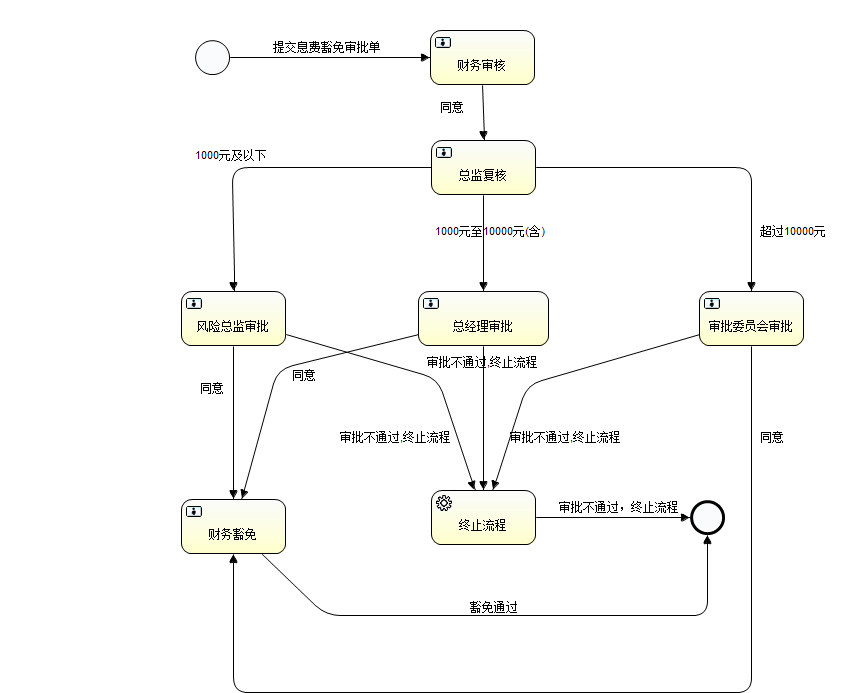 提交息费豁免审批单
财务审核
同意
1000元及以下
总监复核
1000元至10000元(含)
超过10000元
风险总监审批
总经理审批
审批委员会审批
审批不通过,终止流程
同意
同意
审批不通过,终止流程
审批不通过,终止流程
同意
财务豁免
终止流程
审批不通过，终止流程
豁免通过